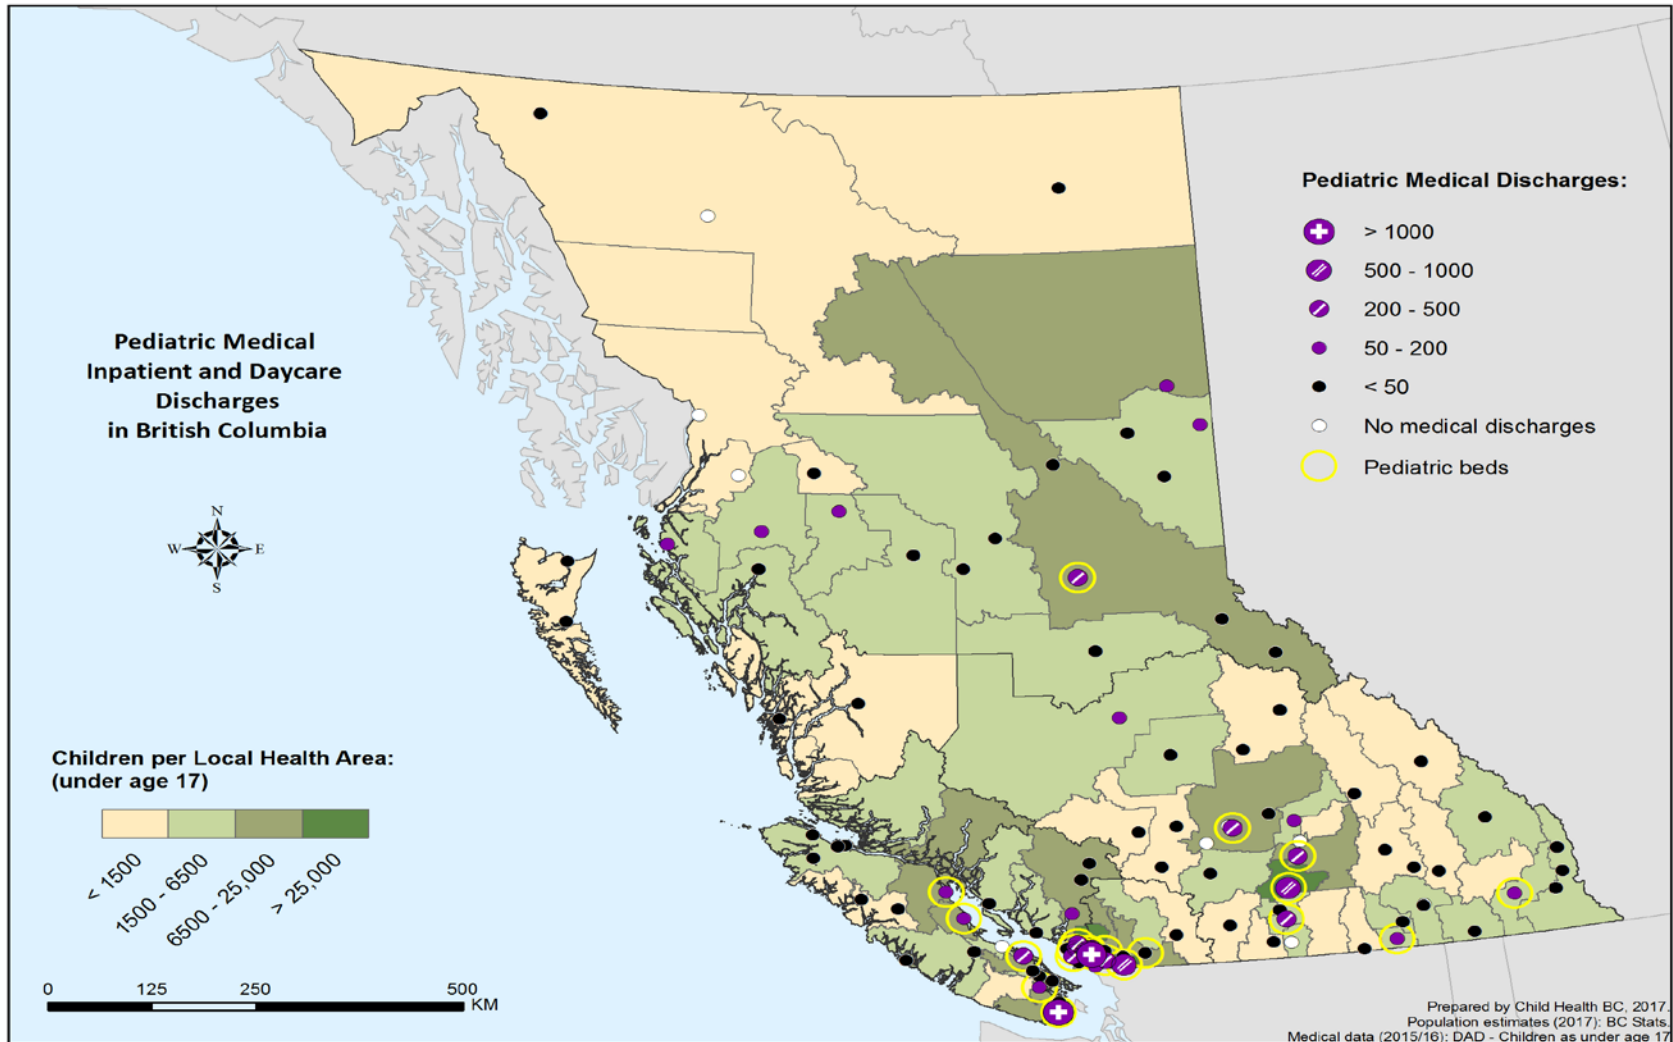 Pediatric Medical
Inpatient and Daycare
Discharges
in British Columbia
N
W
E
S
Pediatric Medical Discharges:
> 1000
500 - 1000
200 - 500
50 - 200
< 50
No medical discharges
Pediatric beds
Children per Local Health Area:
(under age 17)
< 1500
1500 - 6500
6500 - 25,000
> 25,000
0 125 250 500
KM
Prepared by Child Health BC, 2017.
Population estimates (2017): BC Stats.
Medical data (2015/16): DAD - Children as under age 17